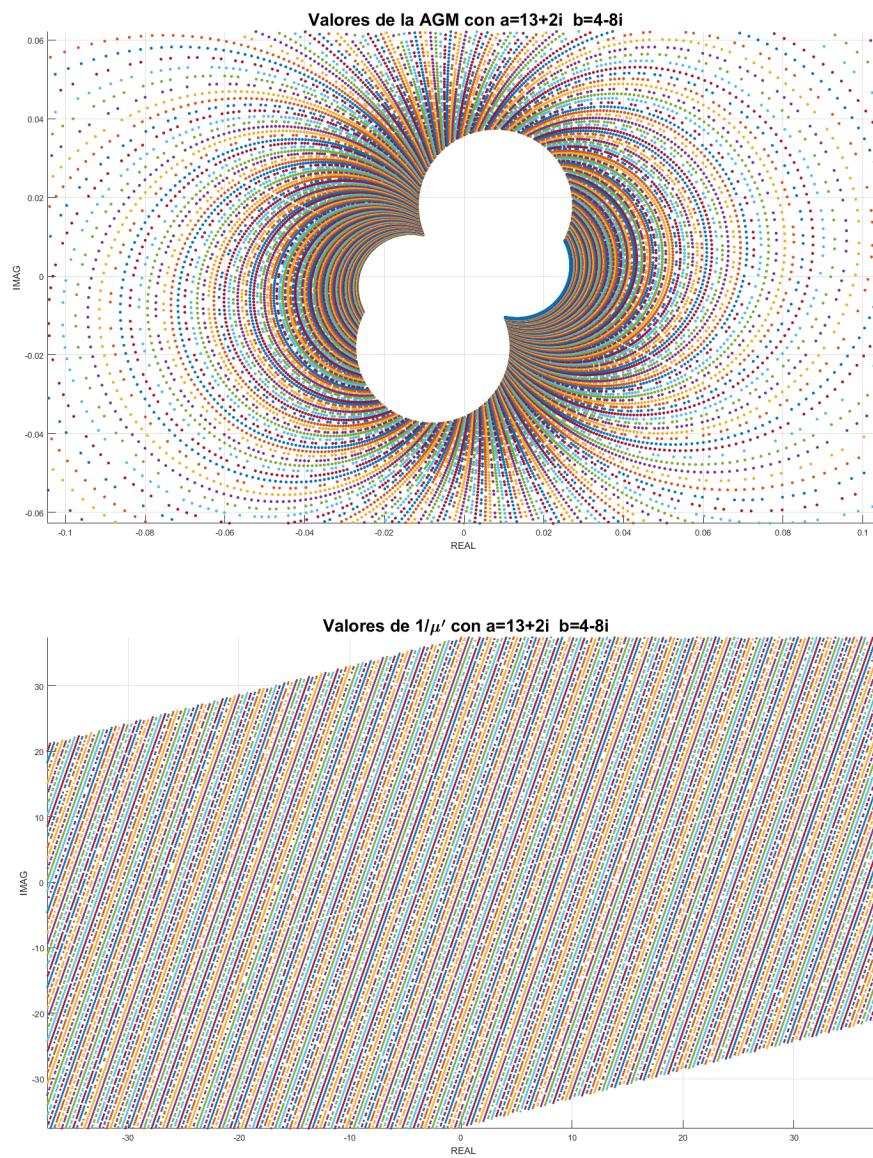 Valores de la AGM con a=13+2i  b=4-8i
0.06
0.04
0.02
0
-0.02
-0.04
-0.06
IMAG
-0.1 -0.08 -0.06 -0.04 -0.02 0 0.02 0.04 0.06 0.08 0.1
REAL
Valores de 1/μ′ con a=13+2i  b=4-8i
30
20
10
0
-10
-20
-30
IMAG
-30 -20 -10 0 10 20 30
REAL